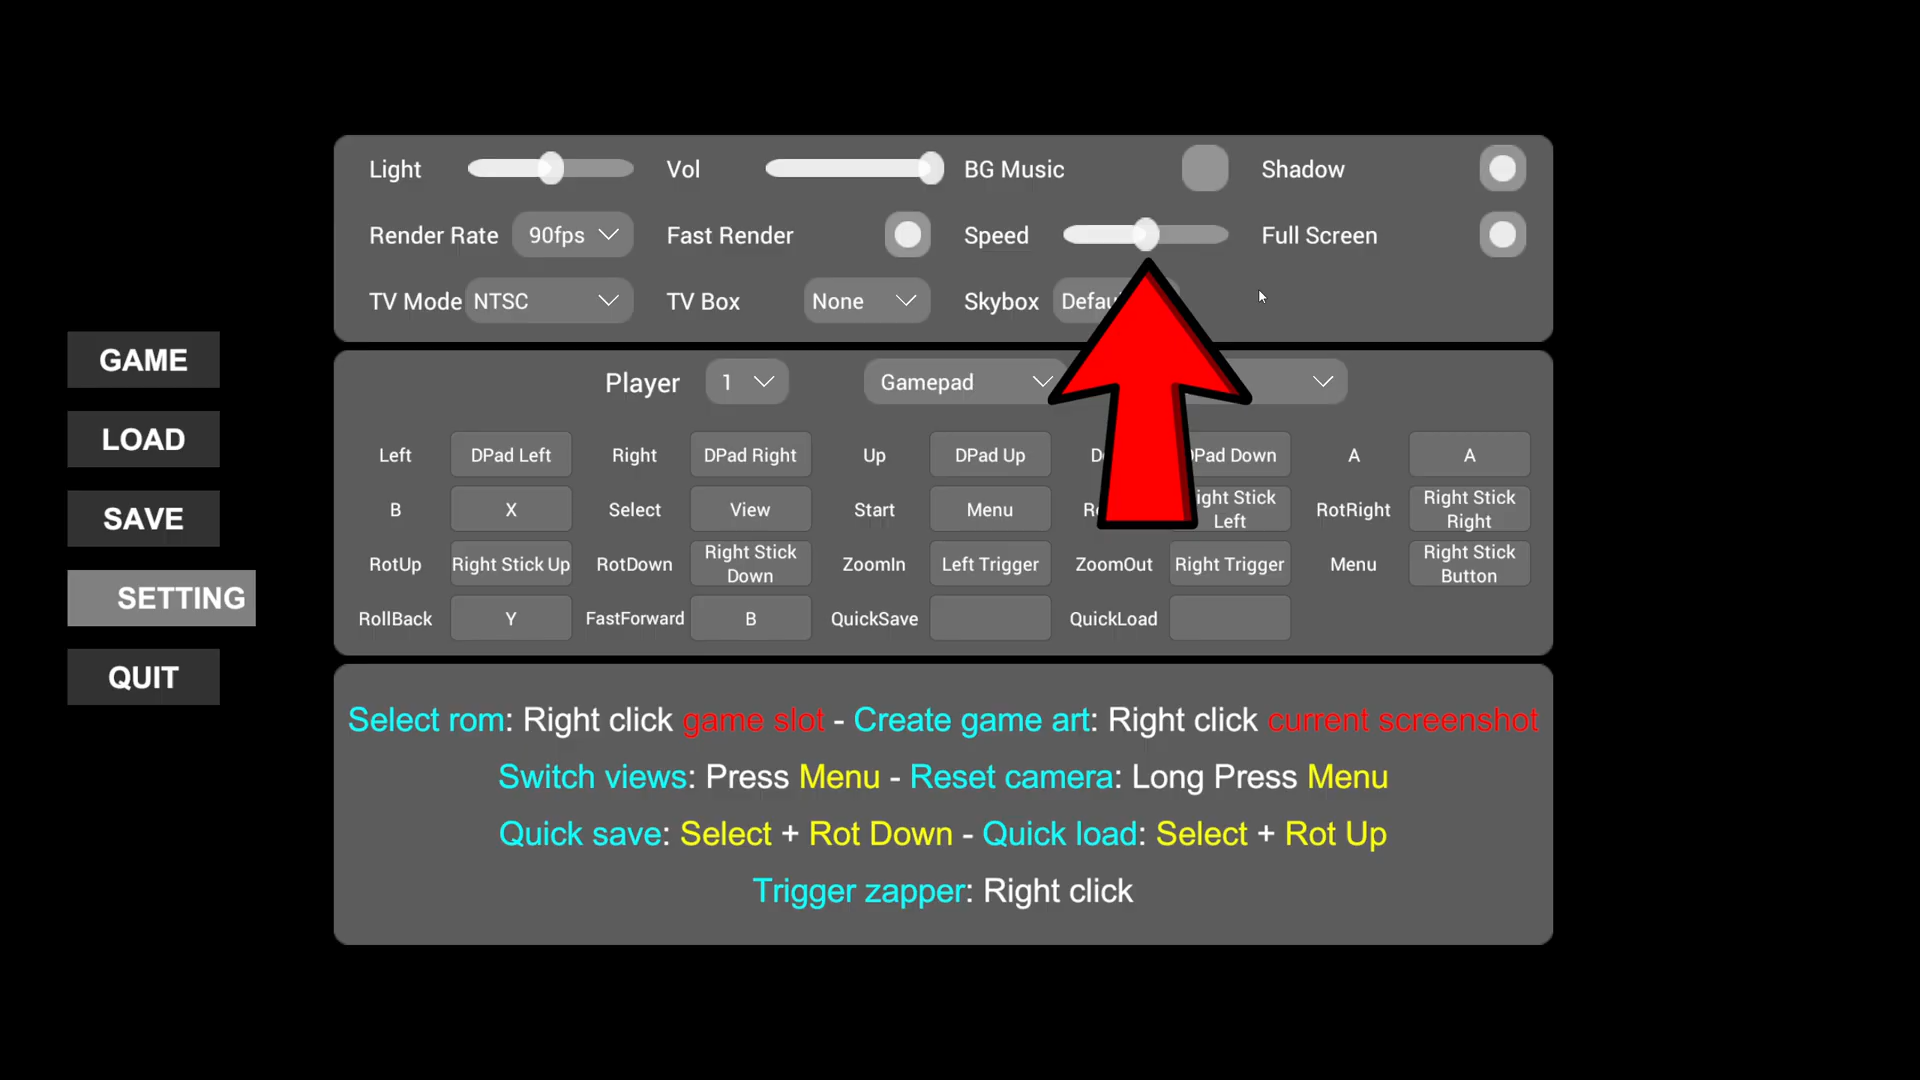 Light Vol BG Music Shadow
Render Rate 90fps Fast Render Speed Full Screen
TV Mode NTSC TV Box None Skybox
GAME
LOAD
SAVE
SETTING
QUIT
Player 1 Gamepad
Left DPad Left Right DPad Right Up DPad Up Down A A
B X Select View Start Menu Stick Left RotRight Right Stick Right
RotUp Right Stick Up RotDown Right Stick Down ZoomIn Left Trigger ZoomOut Right Trigger Menu Right Stick Button
RollBack Y FastForward B QuickSave QuickLoad
Select rom: Right click game slot - Create game art: Right click current screenshot
Switch views: Press Menu - Reset camera: Long Press Menu
Quick save: Select + Rot Down - Quick load: Select + Rot Up
Trigger zapper: Right click